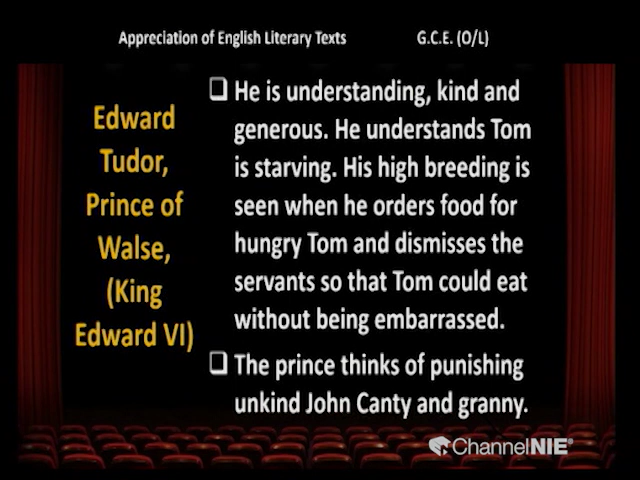 Appreciation of English Literary Texts G.C.E. (O/L)
Edward
Tudor,
Prince of
Walse,
(King
Edward VI)
❑ He is understanding, kind and
generous. He understands Tom
is starving. His high breeding is
seen when he orders food for
hungry Tom and dismisses the
servants so that Tom could eat
without being embarrassed.
❑ The prince thinks of punishing
unkind John Canty and granny.
ChannelNIE